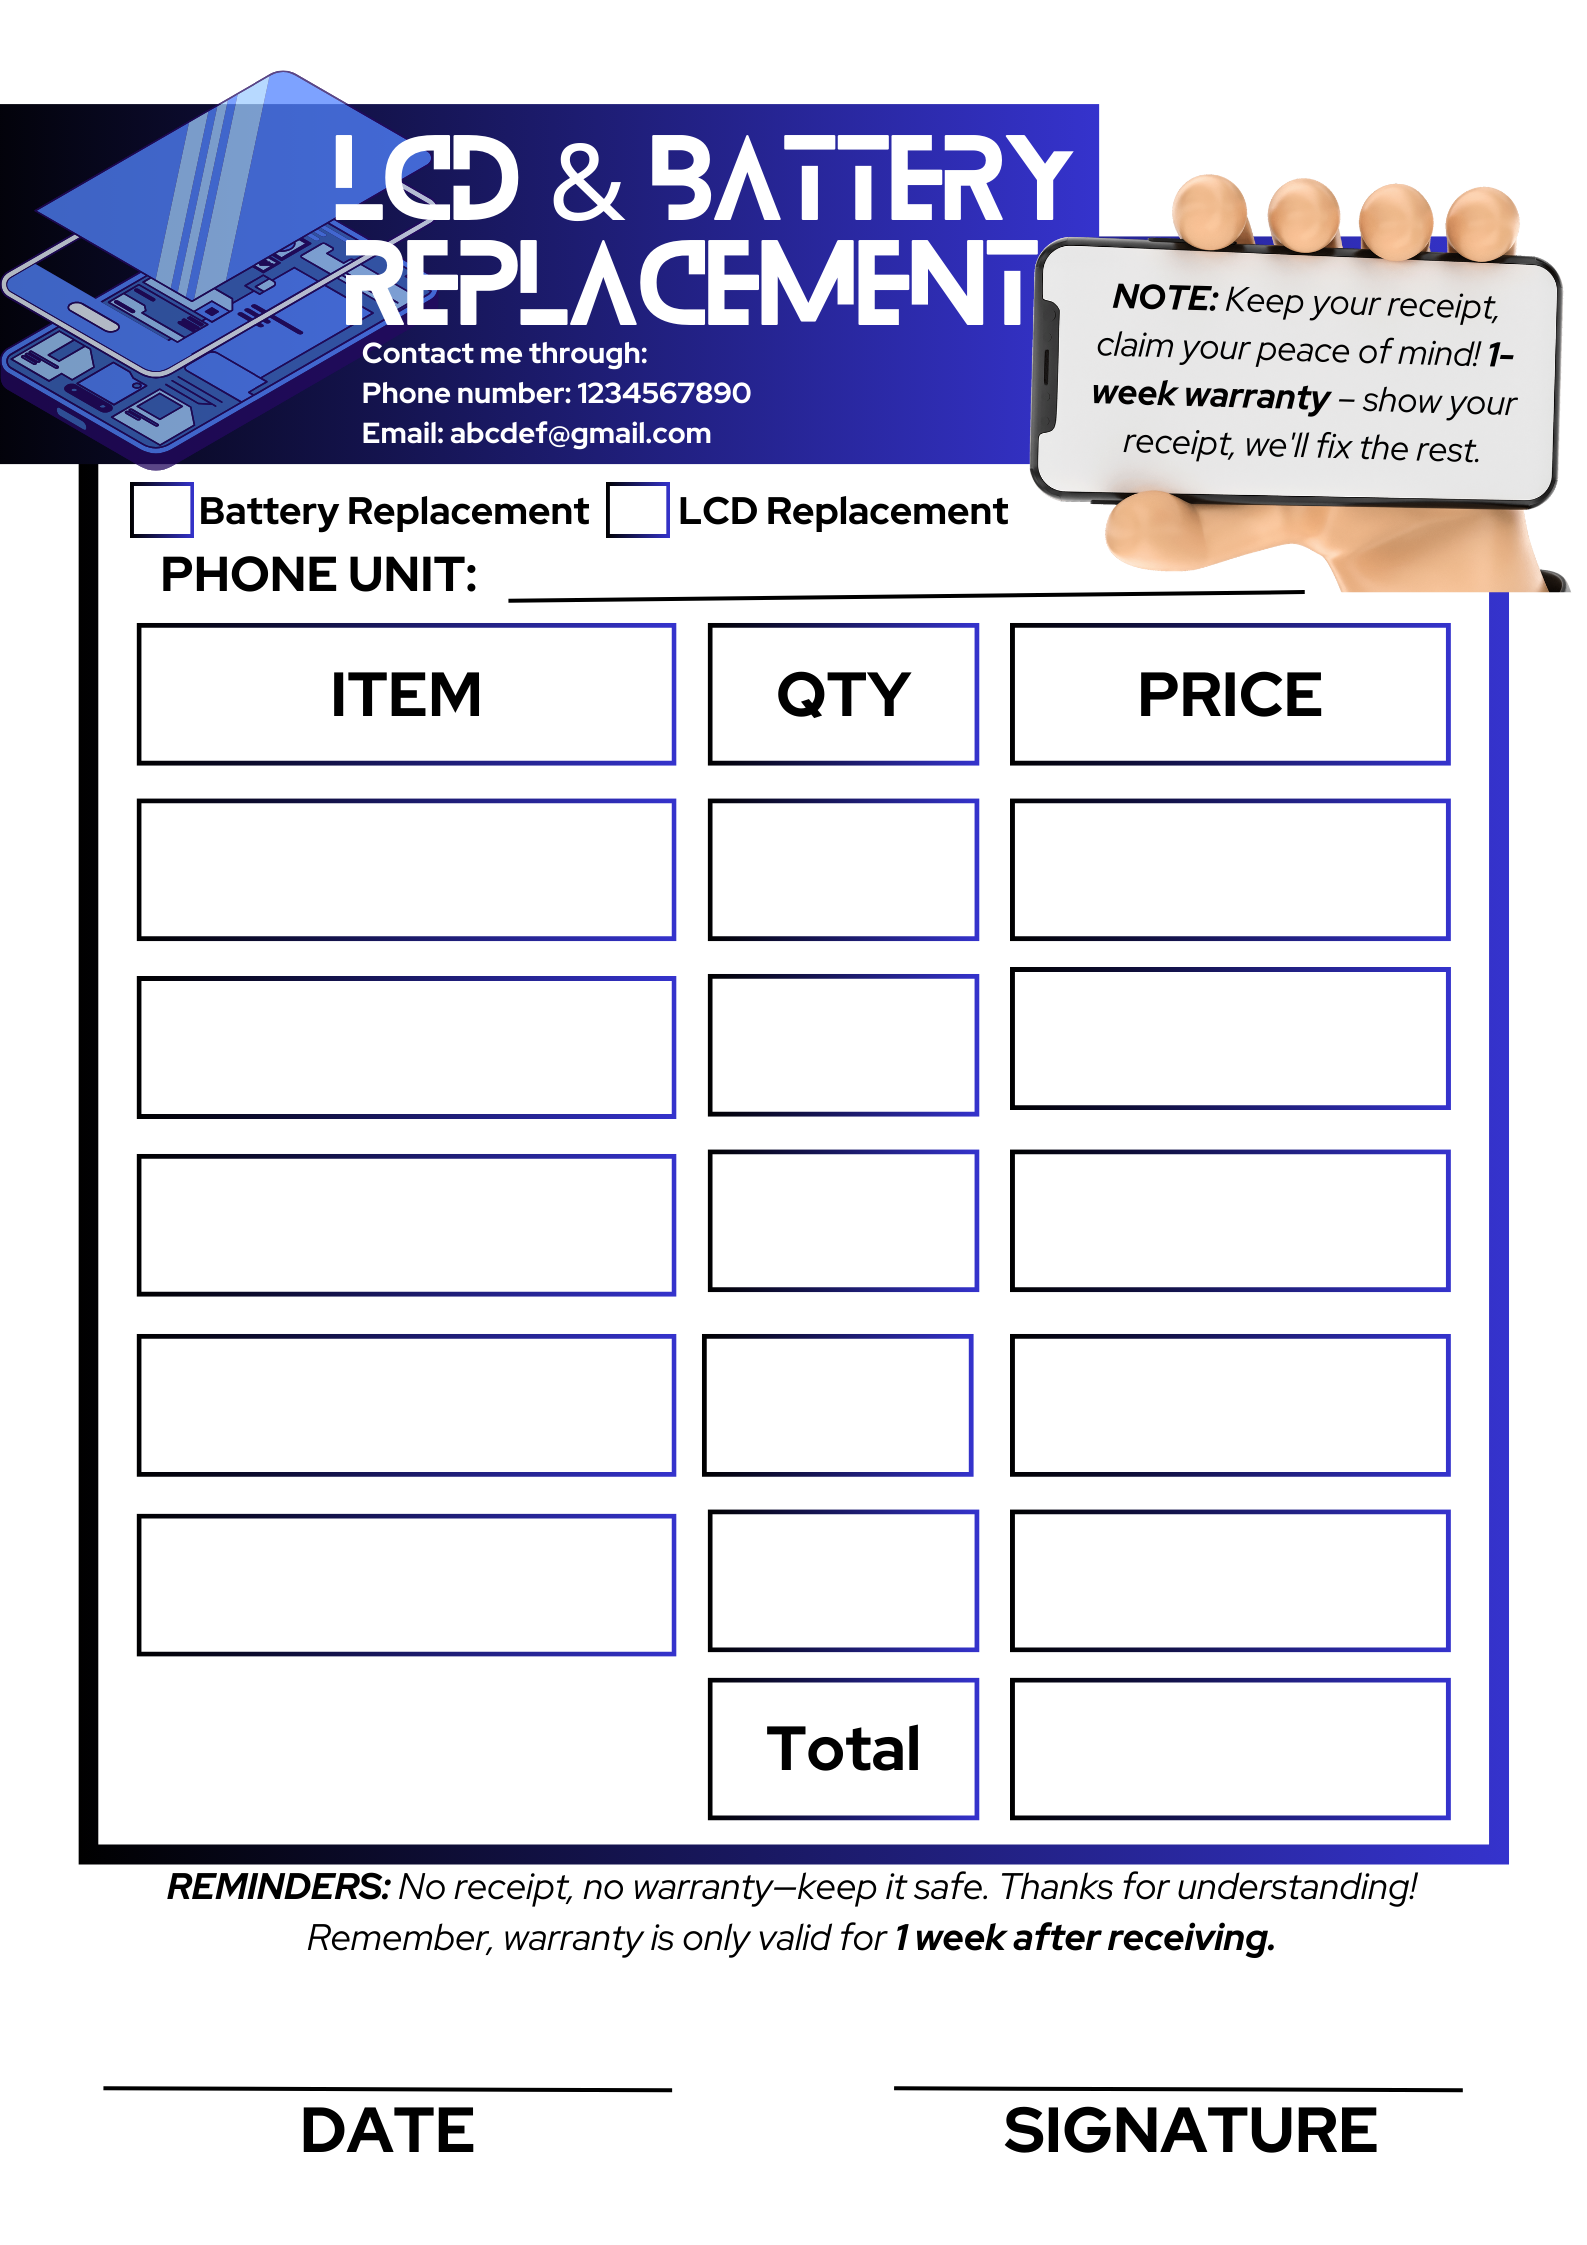 LCD & BATTERY
REPLACEMENT
Contact me through:
Phone number: 1234567890
Email: abcdef@gmail.com
NOTE: Keep your receipt,
claim your peace of mind! 1-
week warranty – show your
receipt, we'll fix the rest.
Battery Replacement LCD Replacement
PHONE UNIT:
ITEM QTY PRICE
Total
REMINDERS: No receipt, no warranty—keep it safe. Thanks for understanding!
Remember, warranty is only valid for 1 week after receiving.
DATE SIGNATURE